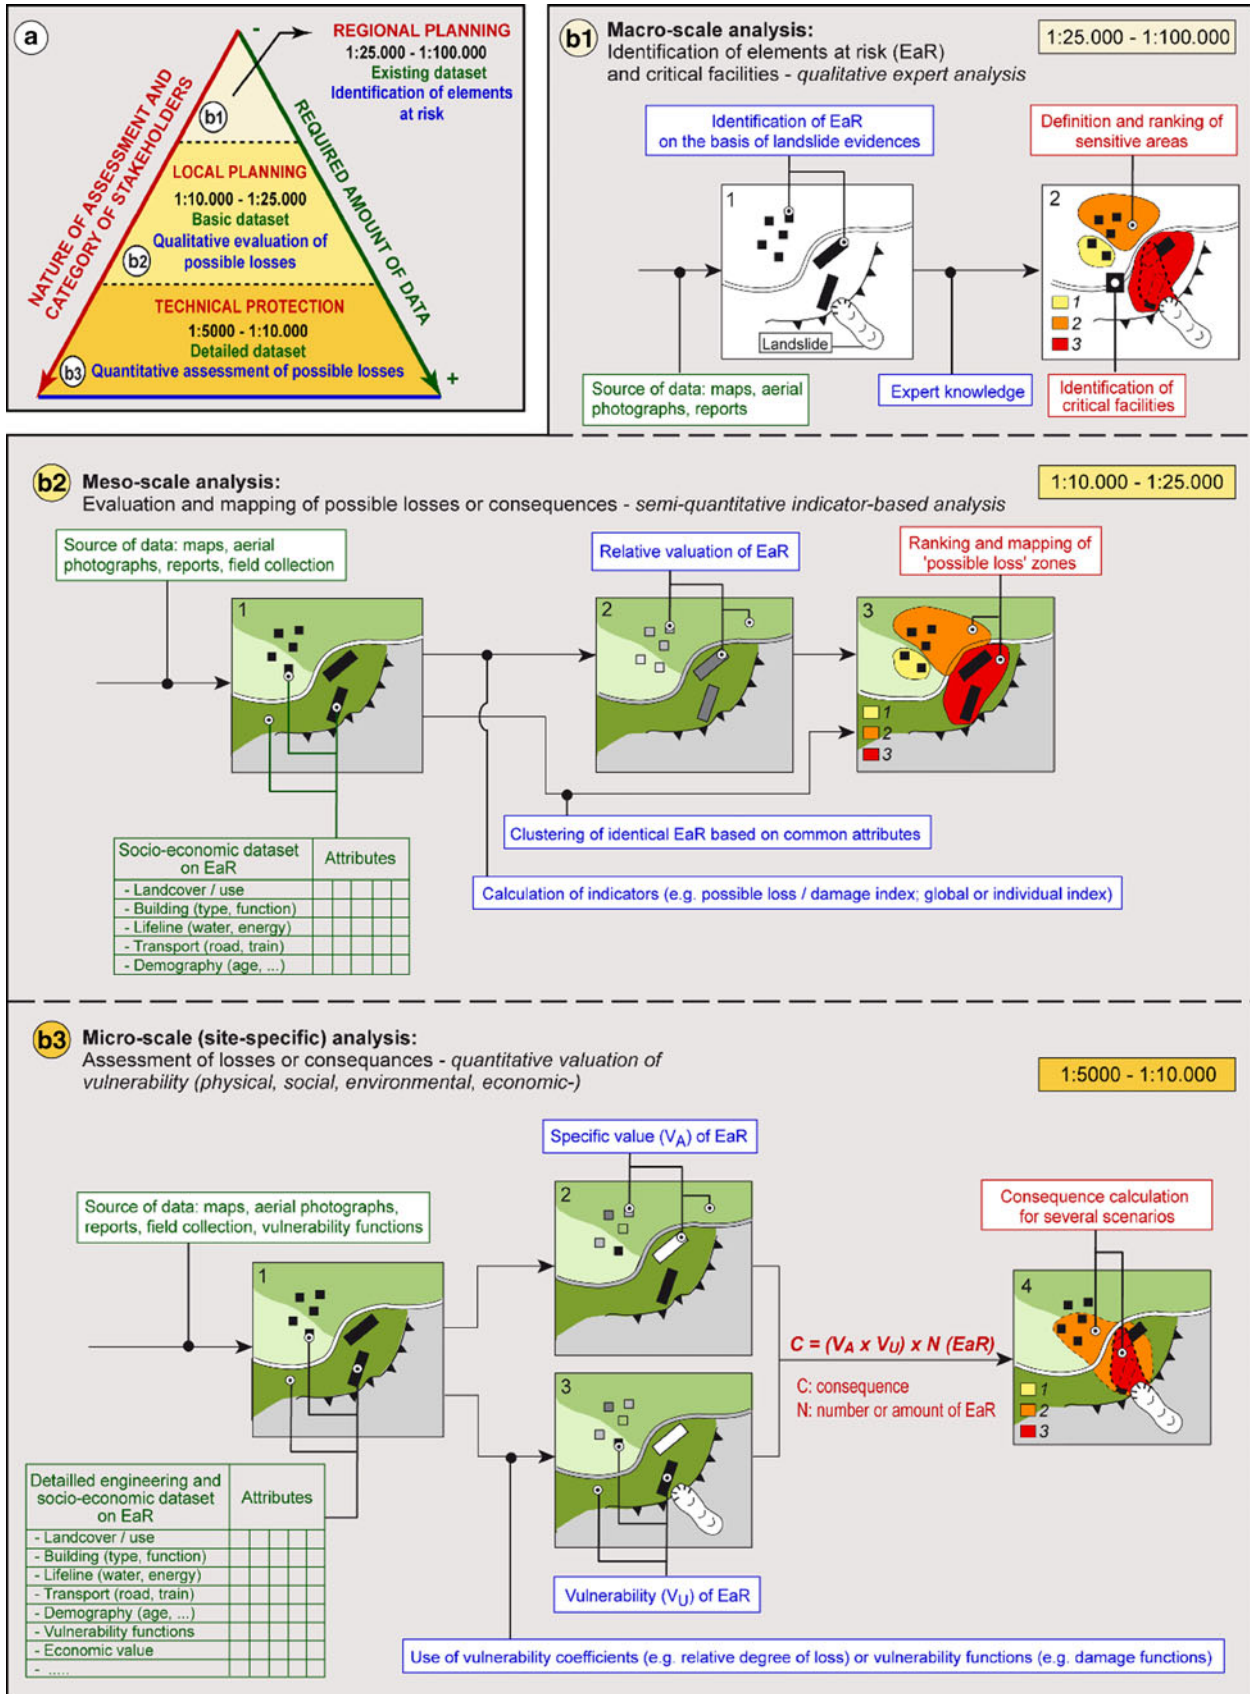 a
-
REGIONAL PLANNING
1:25.000 - 1:100.000
Existing dataset
Identification of elements
at risk
NATURE OF ASSESSMENT AND
CATEGORY OF STAKEHOLDERS
REQUIRED AMOUNT OF DATA
b1
LOCAL PLANNING
1:10.000 - 1:25.000
Basic dataset
Qualitative evaluation of
possible losses
b2
TECHNICAL PROTECTION
1:5000 - 1:10.000
Detailed dataset
b3 Quantitative assessment of possible losses
+
b1 Macro-scale analysis:
Identification of elements at risk (EaR)
and critical facilities - qualitative expert analysis
1:25.000 - 1:100.000
Identification of EaR
on the basis of landslide evidences
Definition and ranking of
sensitive areas
1
Landslide
2
1
2
3
Source of data: maps, aerial
photographs, reports
Expert knowledge
Identification of
critical facilities
b2 Meso-scale analysis:
Evaluation and mapping of possible losses or consequences - semi-quantitative indicator-based analysis
1:10.000 - 1:25.000
Source of data: maps, aerial
photographs, reports, field collection
Relative valuation of EaR
Ranking and mapping of
'possible loss' zones
1
2
3
1
2
3
Clustering of identical EaR based on common attributes
Calculation of indicators (e.g. possible loss / damage index; global or individual index)
Socio-economic dataset
on EaR
Attributes
- Landcover / use
- Building (type, function)
- Lifeline (water, energy)
- Transport (road, train)
- Demography (age, ...)
b3 Micro-scale (site-specific) analysis:
Assessment of losses or consequances - quantitative valuation of
vulnerability (physical, social, environmental, economic-)
1:5000 - 1:10.000
Specific value (VA) of EaR
Source of data: maps, aerial photographs,
reports, field collection, vulnerability functions
Consequence calculation
for several scenarios
1
2
3
4
1
2
3
C = (VA x VU) x N (EaR)
C: consequence
N: number or amount of EaR
Vulnerability (VU) of EaR
Detailled engineering and
socio-economic dataset
on EaR
Attributes
- Landcover / use
- Building (type, function)
- Lifeline (water, energy)
- Transport (road, train)
- Demography (age, ...)
- Vulnerability functions
- Economic value
- .....
Use of vulnerability coefficients (e.g. relative degree of loss) or vulnerability functions (e.g. damage functions)